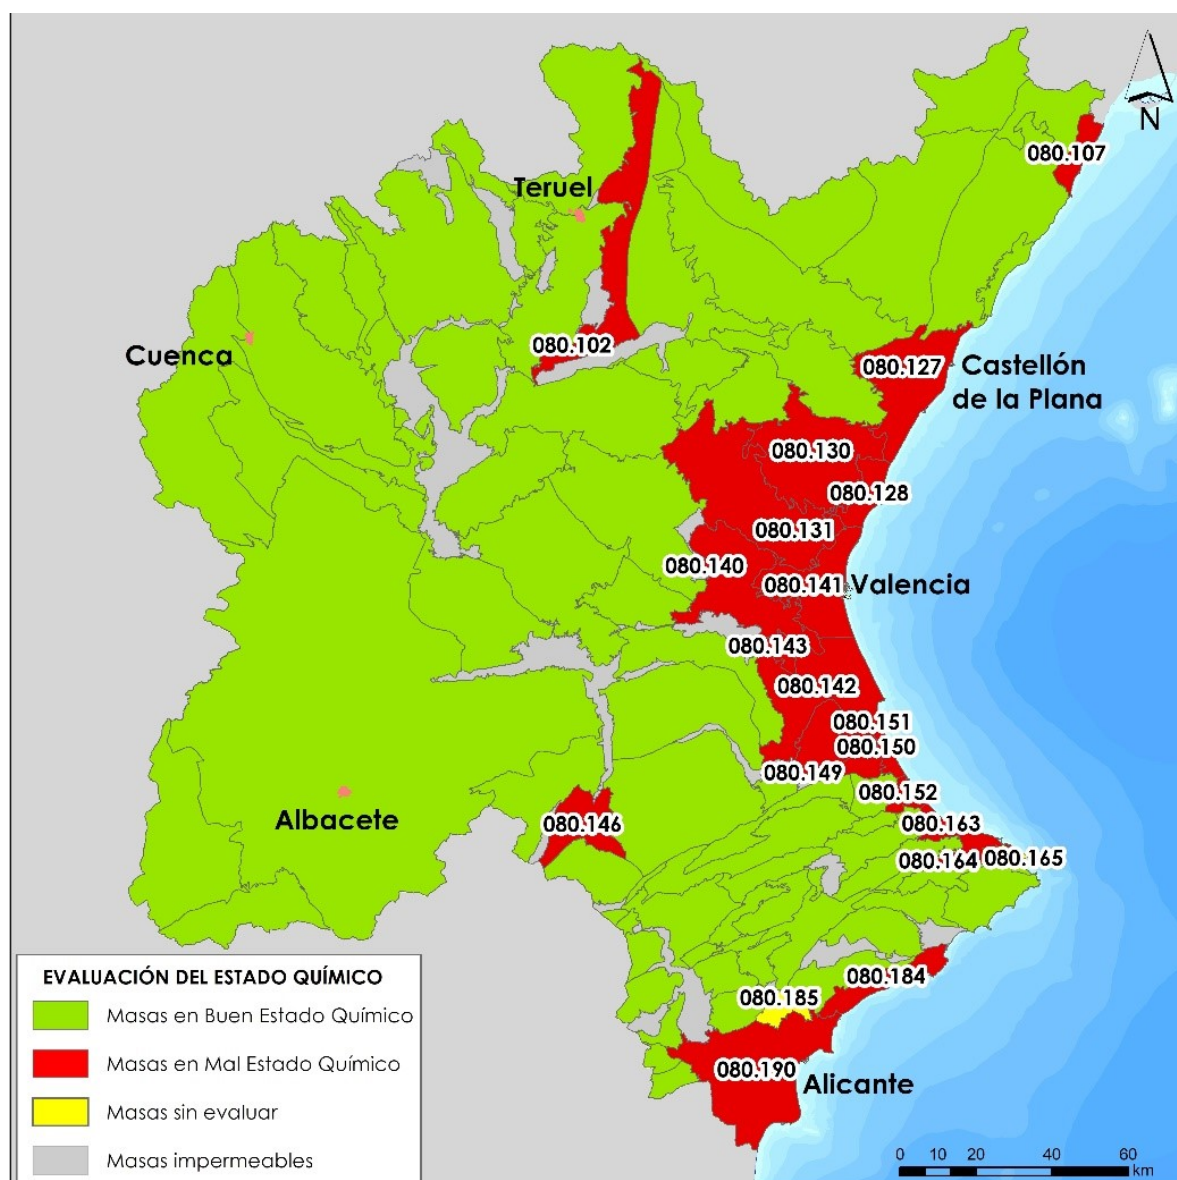 N
080.107
Teruel
080.102
Cuenca
080.127
Castellón
de la Plana
080.130
080.128
080.131
080.140
080.141
Valencia
080.143
080.142
080.151
080.150
080.149
080.152
080.146
080.163
080.164
080.165
Albacete
080.184
080.185
080.190
Alicante
EVALUACIÓN DEL ESTADO QUÍMICO
Masas en Buen Estado Químico
Masas en Mal Estado Químico
Masas sin evaluar
Masas impermeables
0 10 20 40 60
km